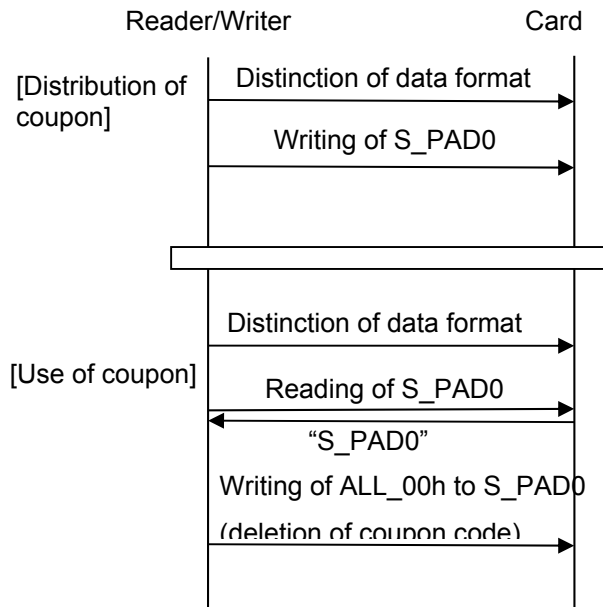 Reader/Writer
Card
[Distribution of
coupon]
Distinction of data format
Writing of S_PAD0
Distinction of data format
[Use of coupon]
Reading of S_PAD0
“S_PAD0”
Writing of ALL_00h to S_PAD0
(deletion of coupon code)